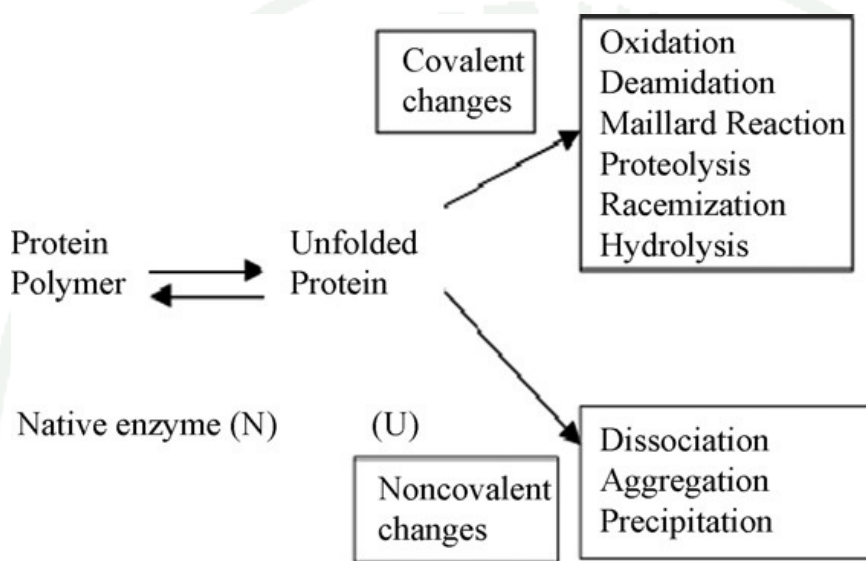 Covalent
changes
Oxidation
Deamidation
Maillard Reaction
Proteolysis
Racemization
Hydrolysis
Protein
Polymer
Unfolded
Protein
Native enzyme (N)
(U)
Noncovalent
changes
Dissociation
Aggregation
Precipitation